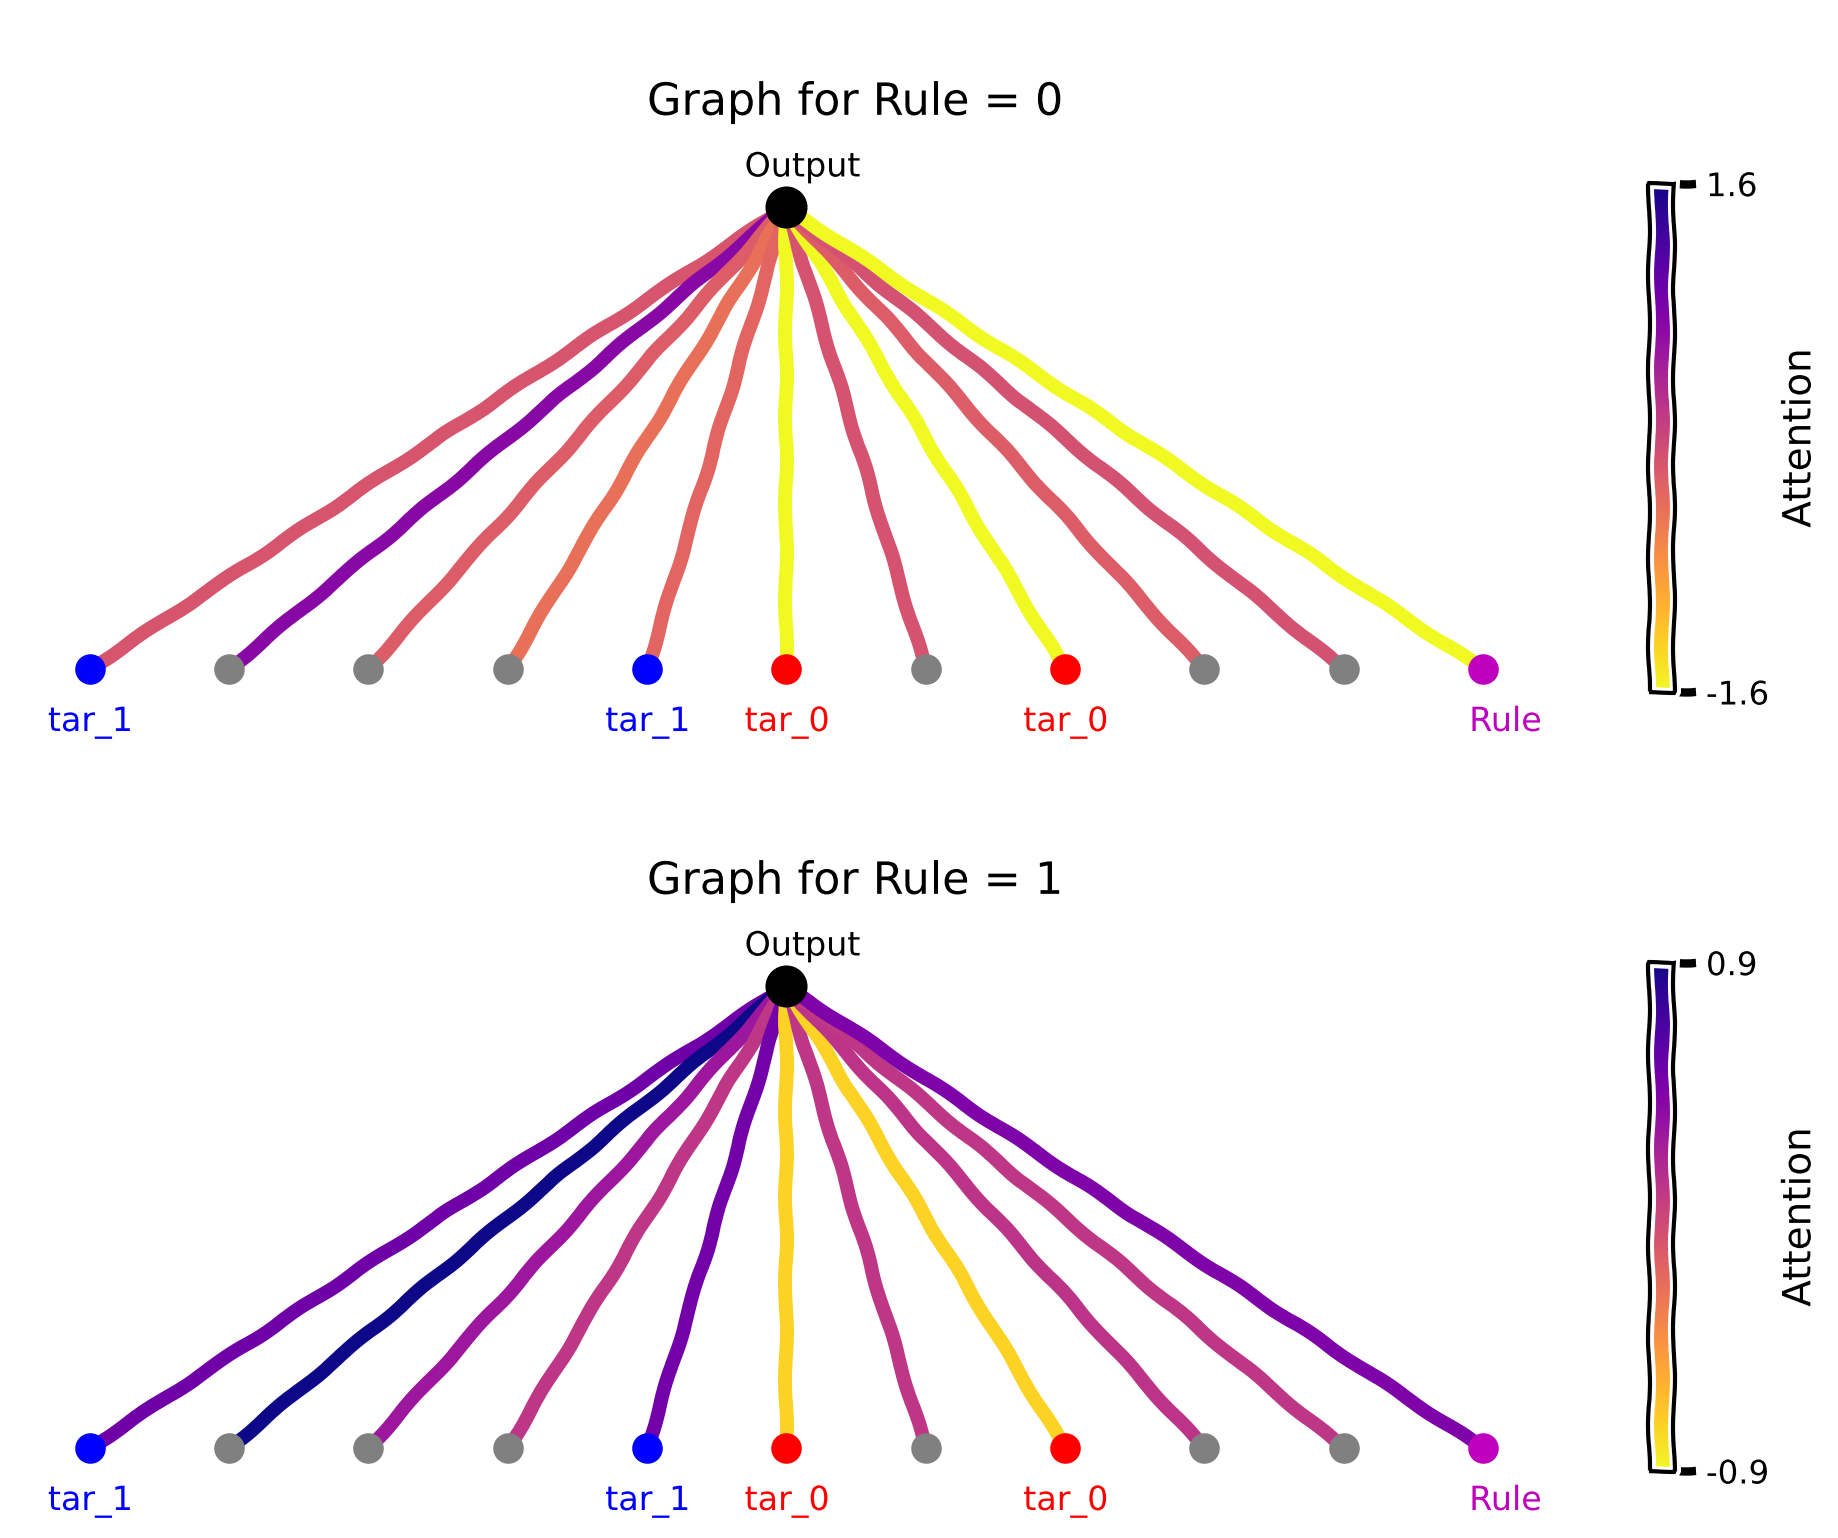 Graph for Rule = 0
Output
1.6
Attention
-1.6
tar_1
tar_1
tar_0
tar_0
Rule
Graph for Rule = 1
Output
0.9
Attention
-0.9
tar_1
tar_1
tar_0
tar_0
Rule